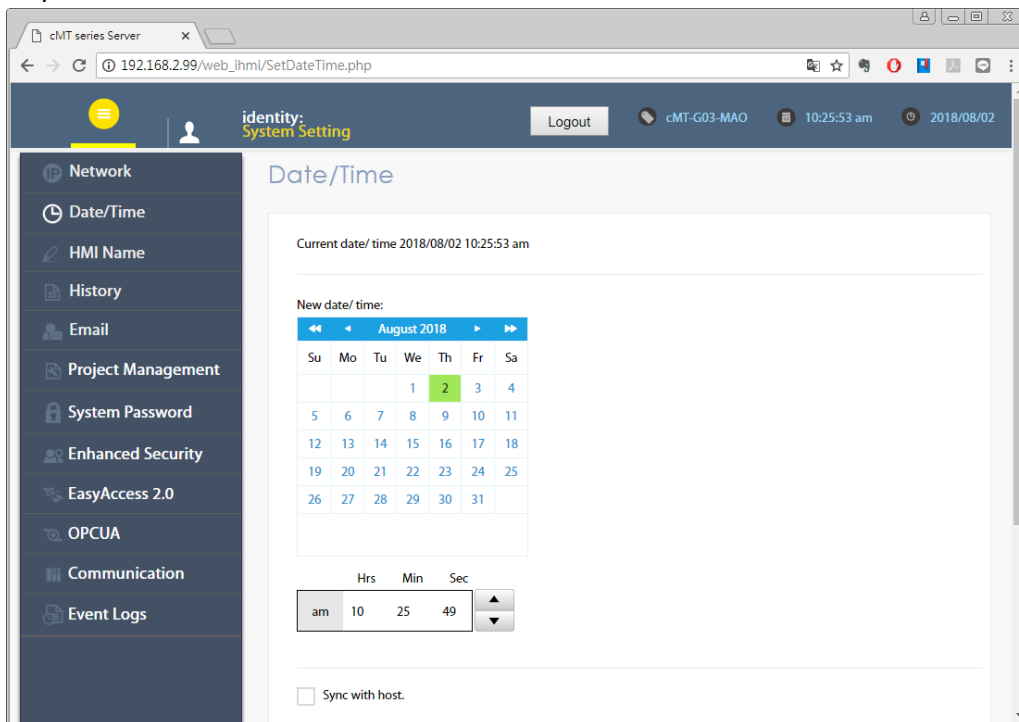 cMT series Server
192.168.2.99/web_ihmi/SetDateTime.php
identity:
System Setting
Logout
cMT-G03-MAO
10:25:53 am
2018/08/02
Network
Date/Time
HMI Name
History
Email
Project Management
System Password
Enhanced Security
EasyAccess 2.0
OPCUA
Communication
Event Logs
Date/Time
Current date/ time 2018/08/02 10:25:53 am
New date/ time:
August 2018
Su Mo Tu We Th Fr Sa
1 2 3 4
5 6 7 8 9 10 11
12 13 14 15 16 17 18
19 20 21 22 23 24 25
26 27 28 29 30 31
Hrs Min Sec
am 10 25 49
Sync with host.